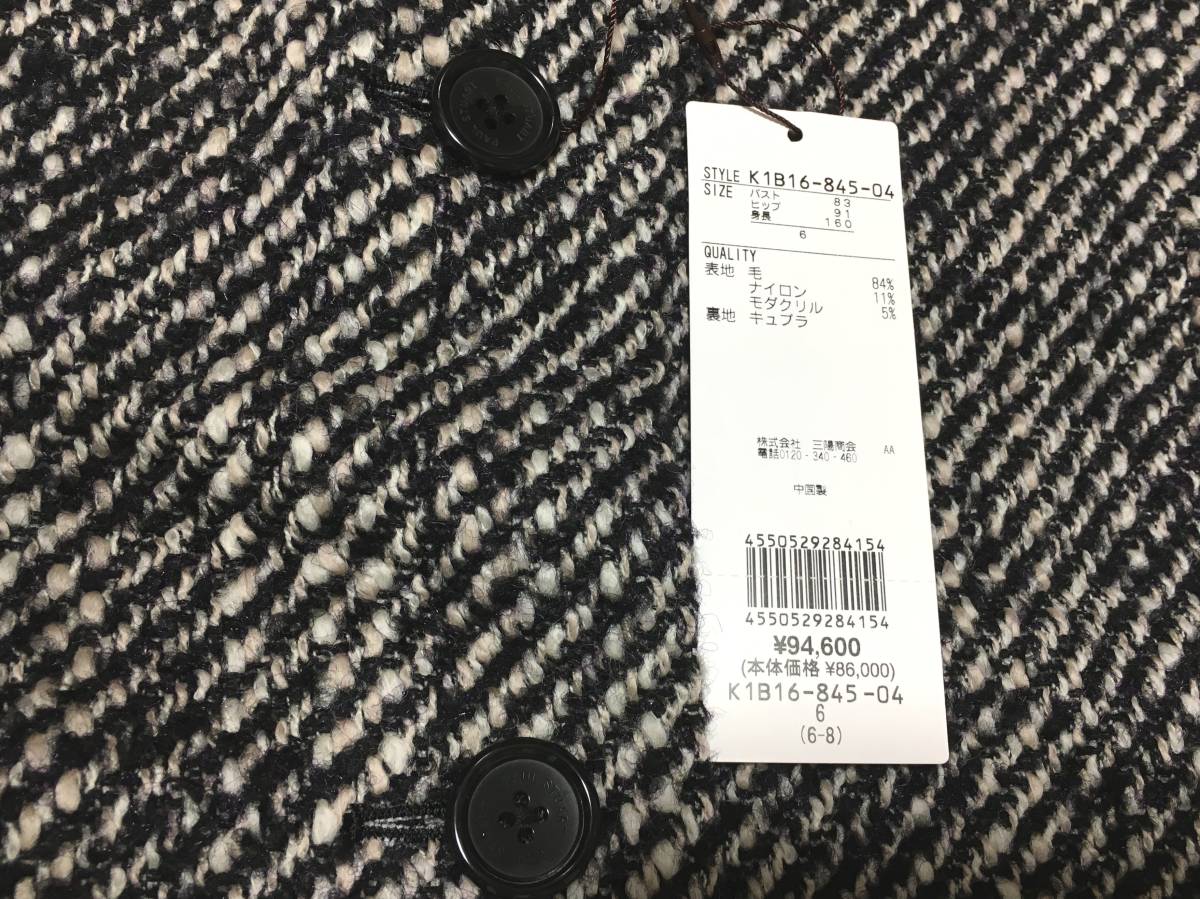 STYLE K1B16-845-04
SIZE バスト 83
ヒップ 91
身長 160
6
QUALITY
表地 毛 84%
ナイロン 11%
モダクリル 5%
裏地 キュプラ
株式会社 三陽商会 AA
電話0120-340-460
中国製
4550529284154
4550529284154
¥94,600
(本体価格 ¥86,000)
K1B16-845-04
6
(6-8)